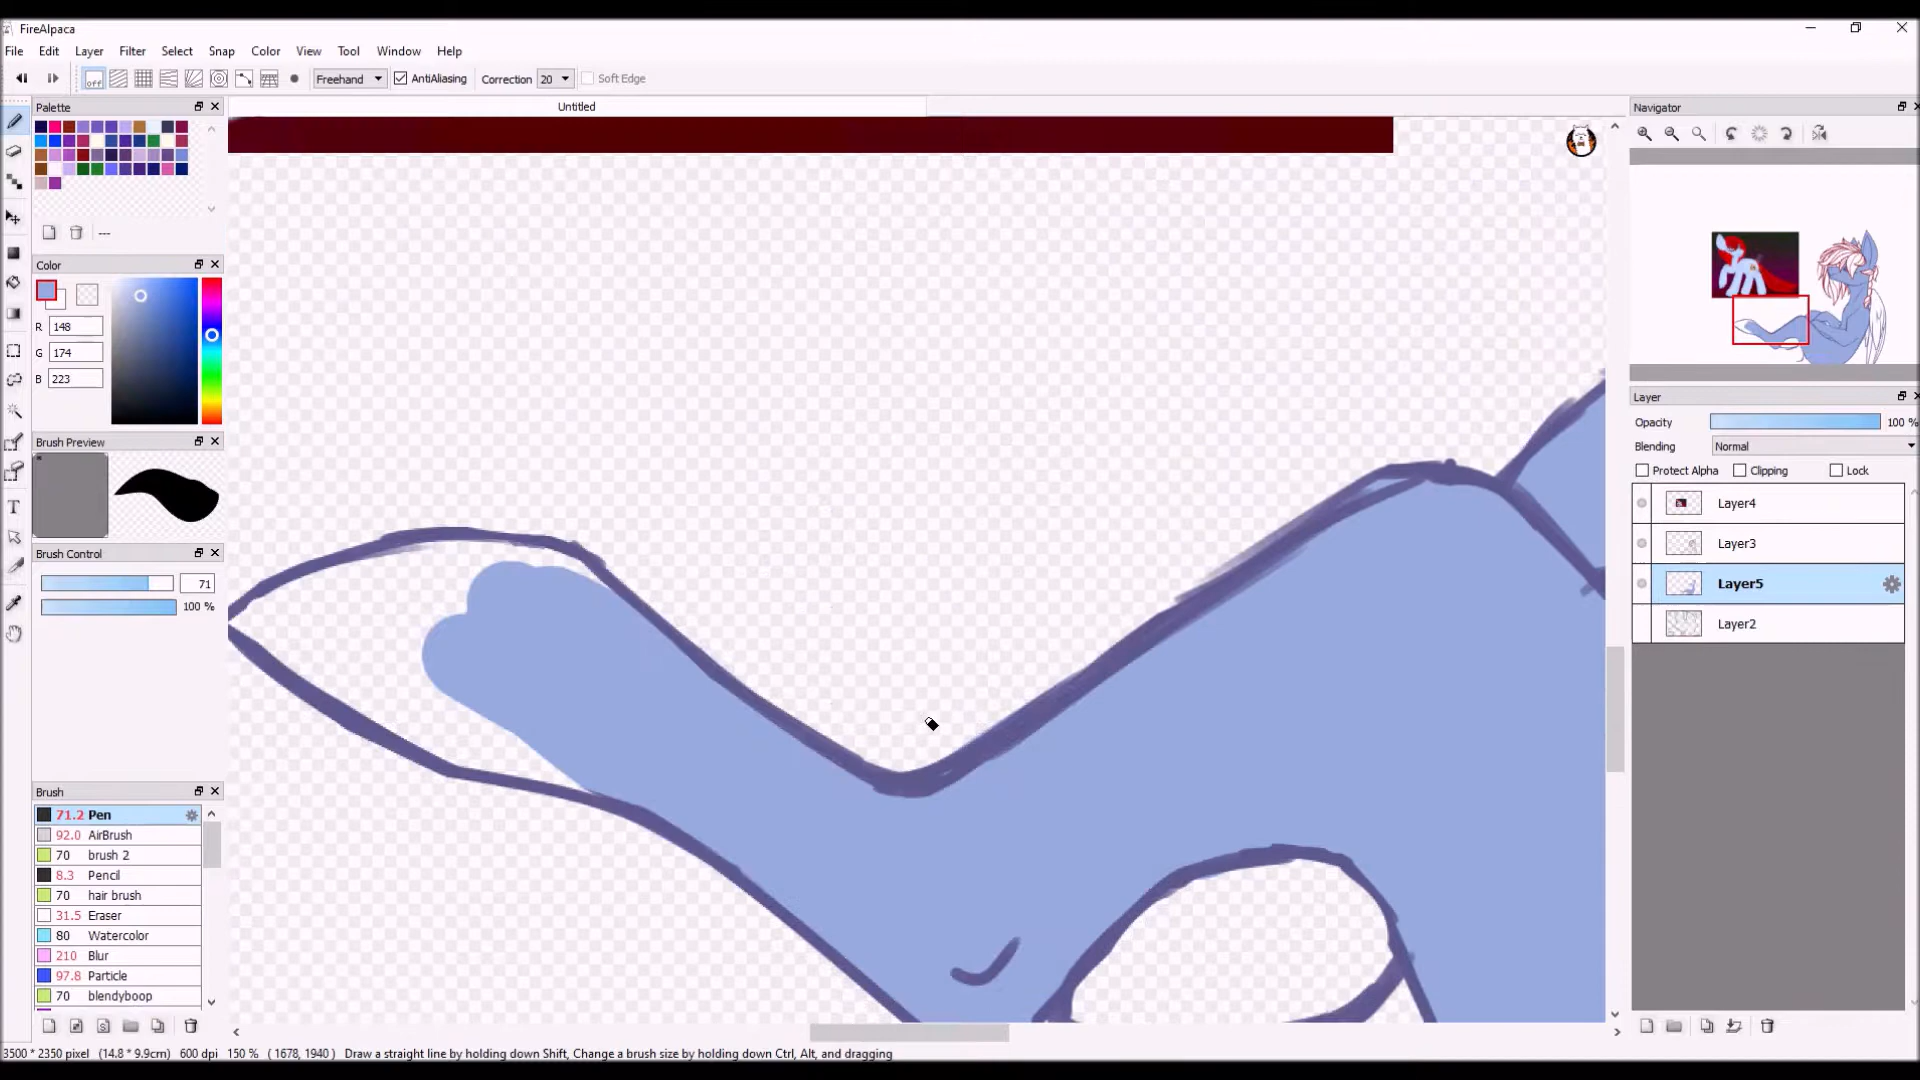 FireAlpaca
File Edit Layer Filter Select Snap Color View Tool Window Help
off Freehand AntiAliasing Correction 20 Soft Edge
Palette
Untitled
Navigator
---
Color
R 148
G 174
B 223
Brush Preview
Brush Control
71
100 %
Brush
71.2 Pen
92.0 AirBrush
70 brush 2
8.3 Pencil
70 hair brush
31.5 Eraser
80 Watercolor
210 Blur
97.8 Particle
70 blendyboop
Layer
Opacity 100 %
Blending Normal
Protect Alpha Clipping Lock
Layer4
Layer3
Layer5
Layer2
3500 * 2350 pixel (14.8 * 9.9cm) 600 dpi 150 % ( 1678, 1940 ) Draw a straight line by holding down Shift, Change a brush size by holding down Ctrl, Alt, and dragging